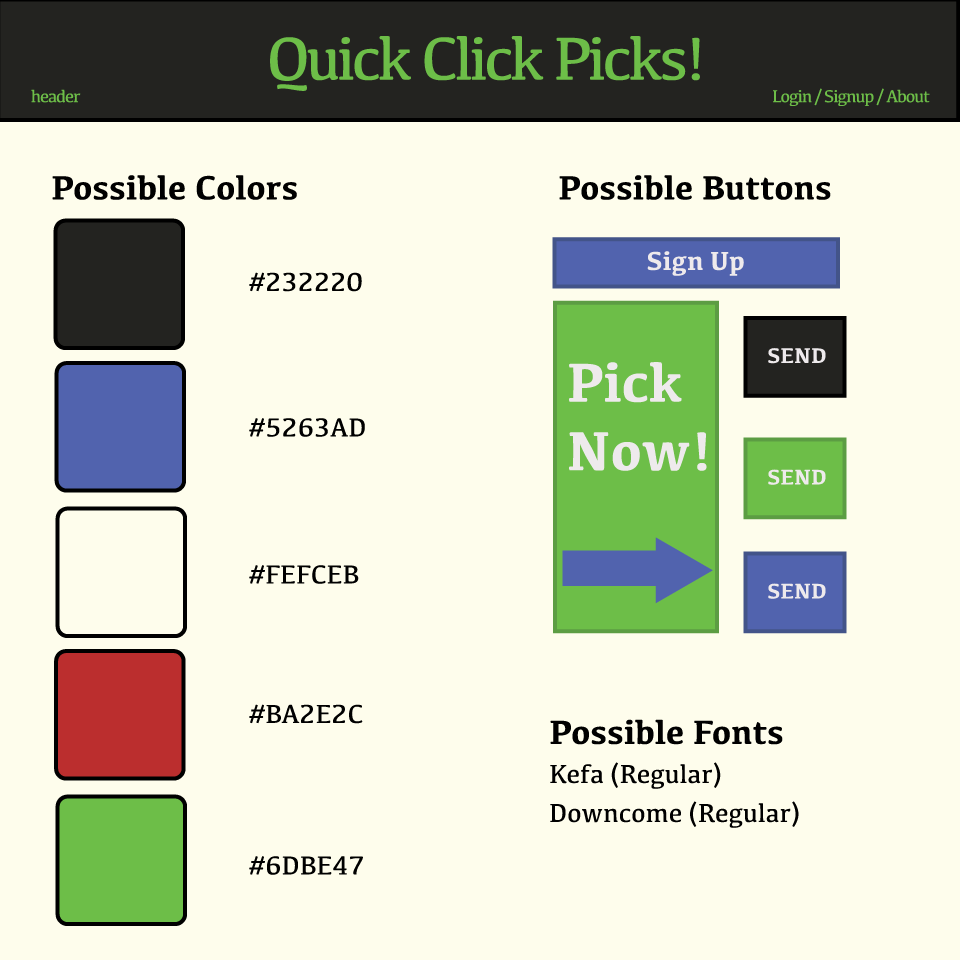 Quick Click Picks!
header
Login / Signup / About
Possible Colors
#232220
#5263AD
#FEFCEB
#BA2E2C
#6DBE47
Possible Buttons
Sign Up
Pick
Now!
SEND
SEND
SEND
Possible Fonts
Kefa (Regular)
Downcome (Regular)